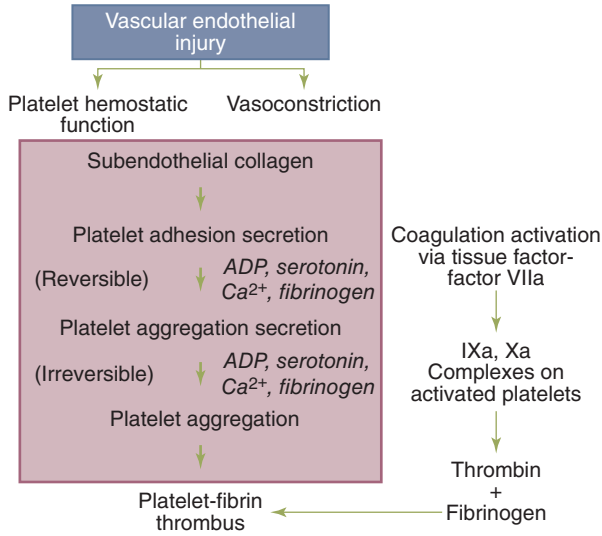 Vascular endothelial
injury
Platelet hemostatic
function
Vasoconstriction
Subendothelial collagen
Platelet adhesion secretion
(Reversible)
ADP, serotonin,
Ca²⁺, fibrinogen
Platelet aggregation secretion
(Irreversible)
ADP, serotonin,
Ca²⁺, fibrinogen
Platelet aggregation
Platelet-fibrin
thrombus
Coagulation activation
via tissue factor-
factor VIIa
IXa, Xa
Complexes on
activated platelets
Thrombin
+
Fibrinogen